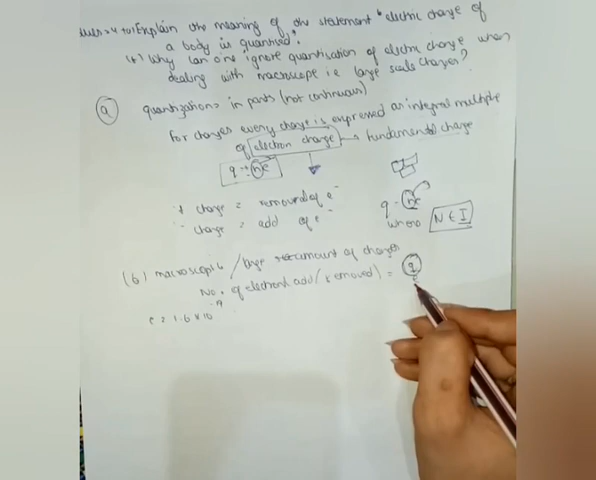 Explain the meaning of the statement "electric charge of
a body is quantised".
(b) Why can one ignore quantisation of electric charge when
dealing with macroscopic i.e large scale charges?
(a) quantizations in parts (not continuous)
For charges every charge is expressed as integral multiple
of electron charge → fundamental charge
q = ± ne
+ charge = removal of e⁻
q = ne
- charge = add of e⁻
where N ∈ I
(b) macroscopic / large amount of charges
No. of electrons add / removed) = q
e = 1.6 × 10